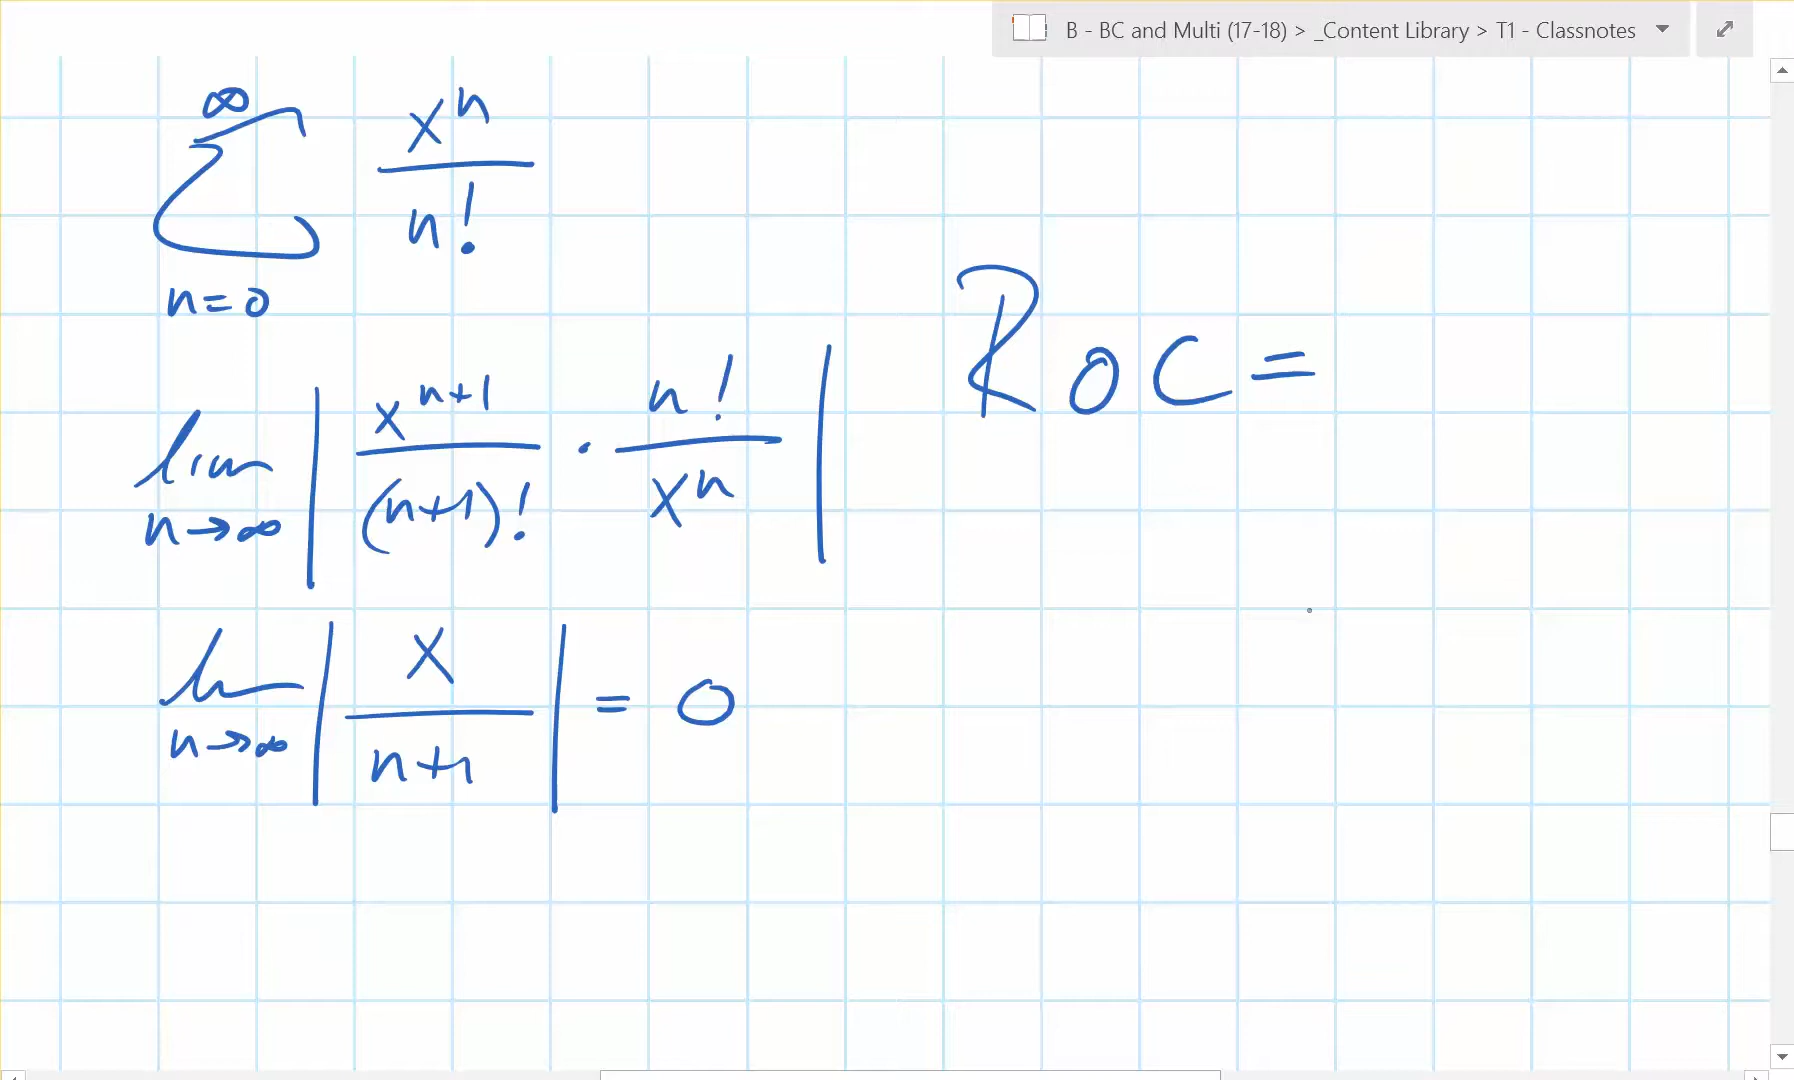 B - BC and Multi (17-18) > _Content Library > T1 - Classnotes
∞
Σ xⁿ / n!
n=0
lim n→∞ | xⁿ⁺¹ / (n+1)! · n! / xⁿ |
ROC =
lim n→∞ | x / n+1 | = 0